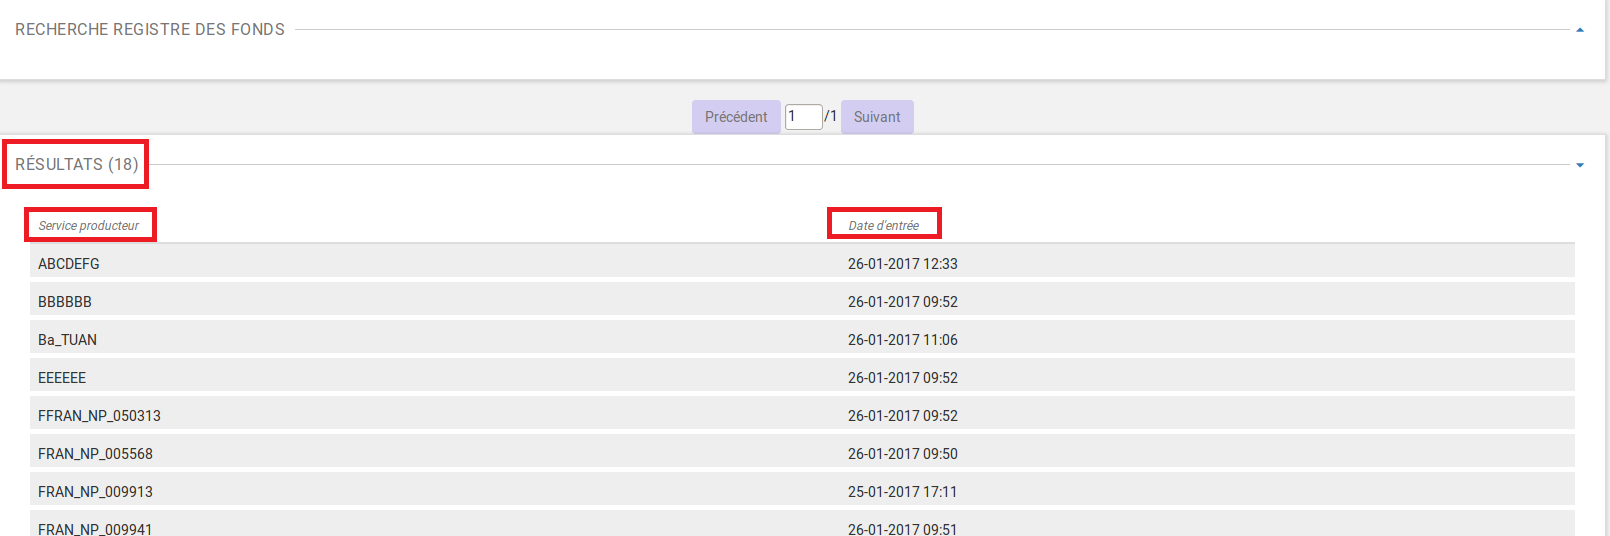 RECHERCHE REGISTRE DES FONDS
Précédent 1 /1 Suivant
RÉSULTATS (18)
Service producteur Date d'entrée
ABCDEFG 26-01-2017 12:33
BBBBBB 26-01-2017 09:52
Ba_TUAN 26-01-2017 11:06
EEEEEE 26-01-2017 09:52
FFRAN_NP_050313 26-01-2017 09:52
FRAN_NP_005568 26-01-2017 09:50
FRAN_NP_009913 25-01-2017 17:11
FRAN_NP_009941 26-01-2017 09:51